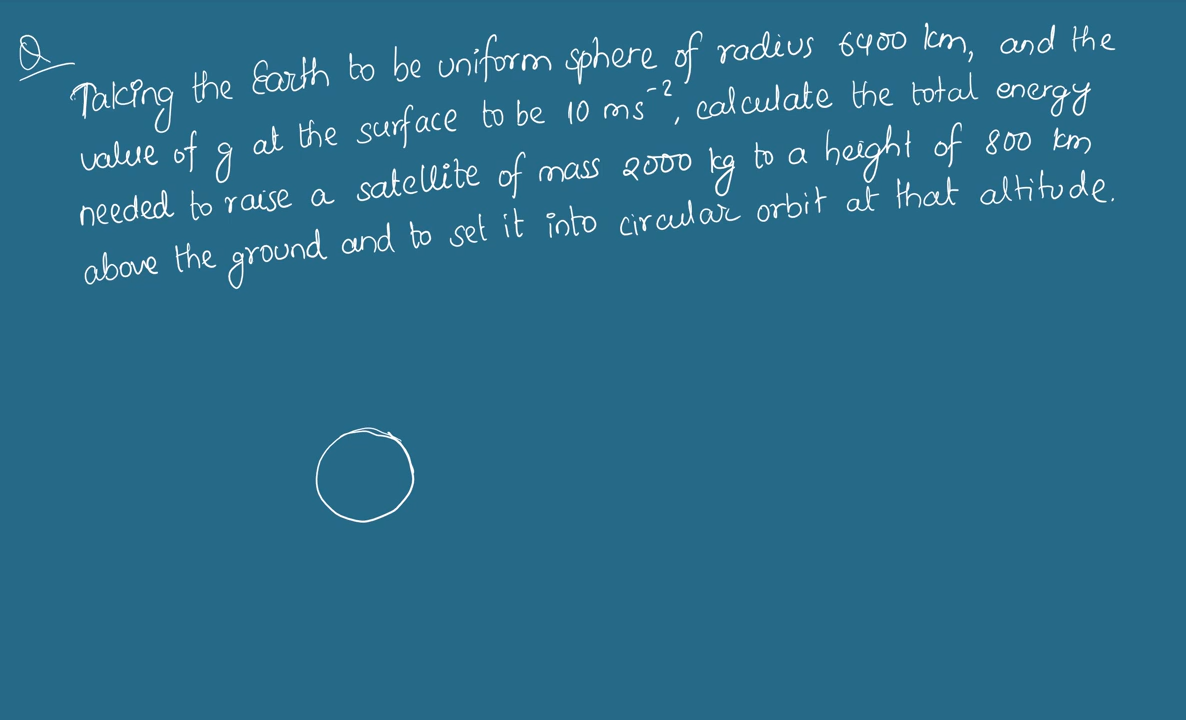 Q
Taking the Earth to be uniform sphere of radius 6400 km, and the
value of g at the surface to be 10 ms⁻², calculate the total energy
needed to raise a satellite of mass 2000 kg to a height of 800 km
above the ground and to set it into circular orbit at that altitude.